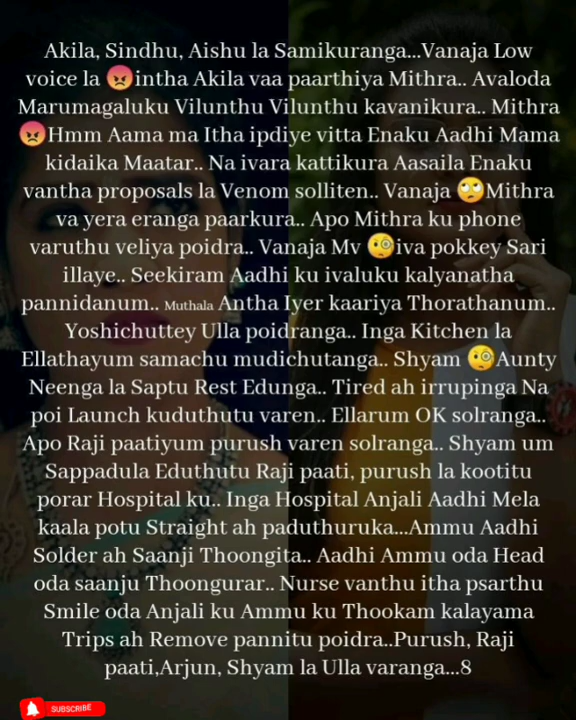 Akila, Sindhu, Aishu la Samikuranga...Vanaja Low
voice la 😡intha Akila vaa paarthiya Mithra.. Avaloda
Marumagaluku Vilunthu Vilunthu kavanikura.. Mithra
😡Hmm Aama ma Itha ipdiye vitta Enaku Aadhi Mama
kidaika Maatar.. Na ivara kattikura Aasaila Enaku
vantha proposals la Venom solliten.. Vanaja 🙄Mithra
va yera eranga paarkura.. Apo Mithra ku phone
varuthu veliya poidra.. Vanaja Mv 🧐iva pokkey Sari
illaye.. Seekiram Aadhi ku ivaluku kalyanatha
pannidanum.. Muthala Antha Iyer kaariya Thorathanum..
Yoshichuttey Ulla poidranga.. Inga Kitchen la
Ellathayum samachu mudichutanga.. Shyam 🧐Aunty
Neenga la Saptu Rest Edunga.. Tired ah irrupinga Na
poi Launch kuduthutu varen.. Ellarum OK solranga..
Apo Raji paatiyum purush varen solranga.. Shyam um
Sappadula Eduthutu Raji paati, purush la kootitu
porar Hospital ku.. Inga Hospital Anjali Aadhi Mela
kaala potu Straight ah paduthuruka...Ammu Aadhi
Solder ah Saanji Thoongita.. Aadhi Ammu oda Head
oda saanju Thoongurar.. Nurse vanthu itha psarthu
Smile oda Anjali ku Ammu ku Thookam kalayama
Trips ah Remove pannitu poidra..Purush, Raji
paati,Arjun, Shyam la Ulla varanga...8
SUBSCRIBE